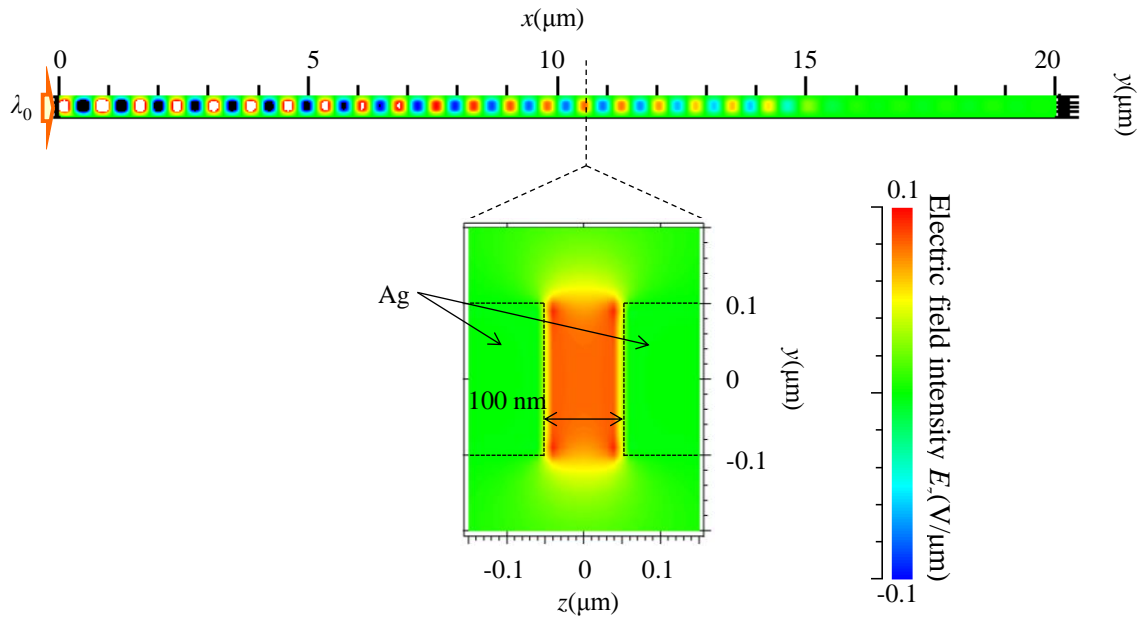 x(μm)
0 5 10 15 20
y(μm)
λ0
0.1
Electric field intensity Ez(V/μm)
-0.1
Ag
100 nm
0.1
0
-0.1
y(μm)
-0.1 0 0.1
z(μm)